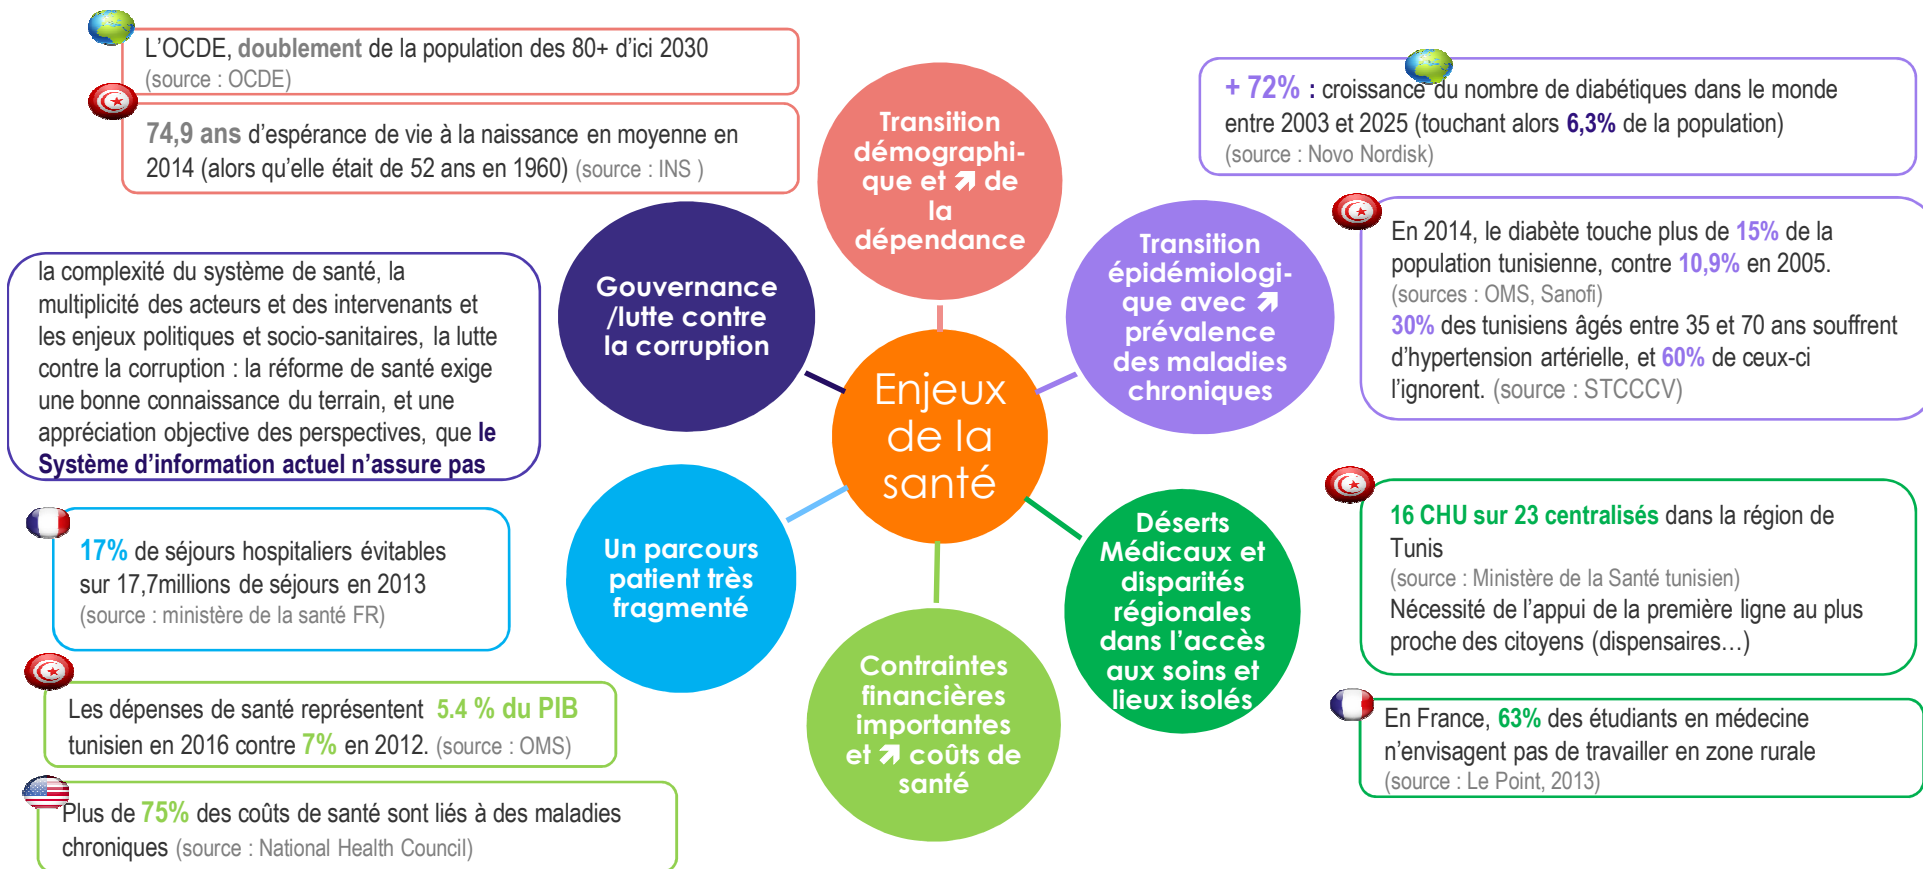 L’OCDE, doublement de la population des 80+ d’ici 2030
(source : OCDE)
74,9 ans d’espérance de vie à la naissance en moyenne en
2014 (alors qu’elle était de 52 ans en 1960) (source : INS )
Transition
démographi-
que et ↗ de
la
dépendance
+ 72% : croissance du nombre de diabétiques dans le monde
entre 2003 et 2025 (touchant alors 6,3% de la population)
(source : Novo Nordisk)
Gouvernance
/lutte contre
la corruption
Transition
épidémiologi-
que avec ↗
prévalence
des maladies
chroniques
En 2014, le diabète touche plus de 15% de la
population tunisienne, contre 10,9% en 2005.
(sources : OMS, Sanofi)
30% des tunisiens âgés entre 35 et 70 ans souffrent
d’hypertension artérielle, et 60% de ceux-ci
l’ignorent. (source : STCCCV)
la complexité du système de santé, la
multiplicité des acteurs et des intervenants et
les enjeux politiques et socio-sanitaires, la lutte
contre la corruption : la réforme de santé exige
une bonne connaissance du terrain, et une
appréciation objective des perspectives, que le
Système d’information actuel n’assure pas
Enjeux
de la
santé
17% de séjours hospitaliers évitables
sur 17,7millions de séjours en 2013
(source : ministère de la santé FR)
Un parcours
patient très
fragmenté
Déserts
Médicaux et
disparités
régionales
dans l’accès
aux soins et
lieux isolés
16 CHU sur 23 centralisés dans la région de
Tunis
(source : Ministère de la Santé tunisien)
Nécessité de l’appui de la première ligne au plus
proche des citoyens (dispensaires…)
Les dépenses de santé représentent 5.4 % du PIB
tunisien en 2016 contre 7% en 2012. (source : OMS)
Contraintes
financières
importantes
et ↗ coûts de
santé
En France, 63% des étudiants en médecine
n’envisagent pas de travailler en zone rurale
(source : Le Point, 2013)
Plus de 75% des coûts de santé sont liés à des maladies
chroniques (source : National Health Council)